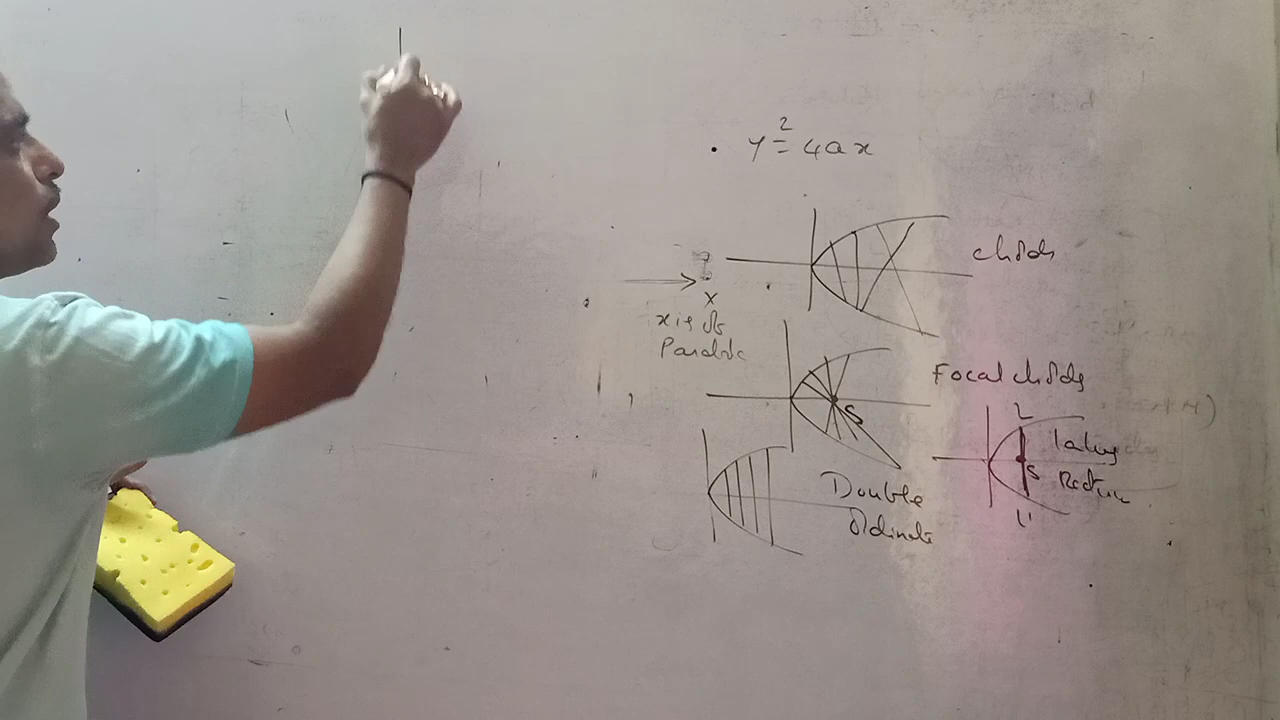 . y² = 4ax
chords
x
x is of
Parabola
Focal chords
S
L
latus
S
Rectum
L'
Double
ordinate